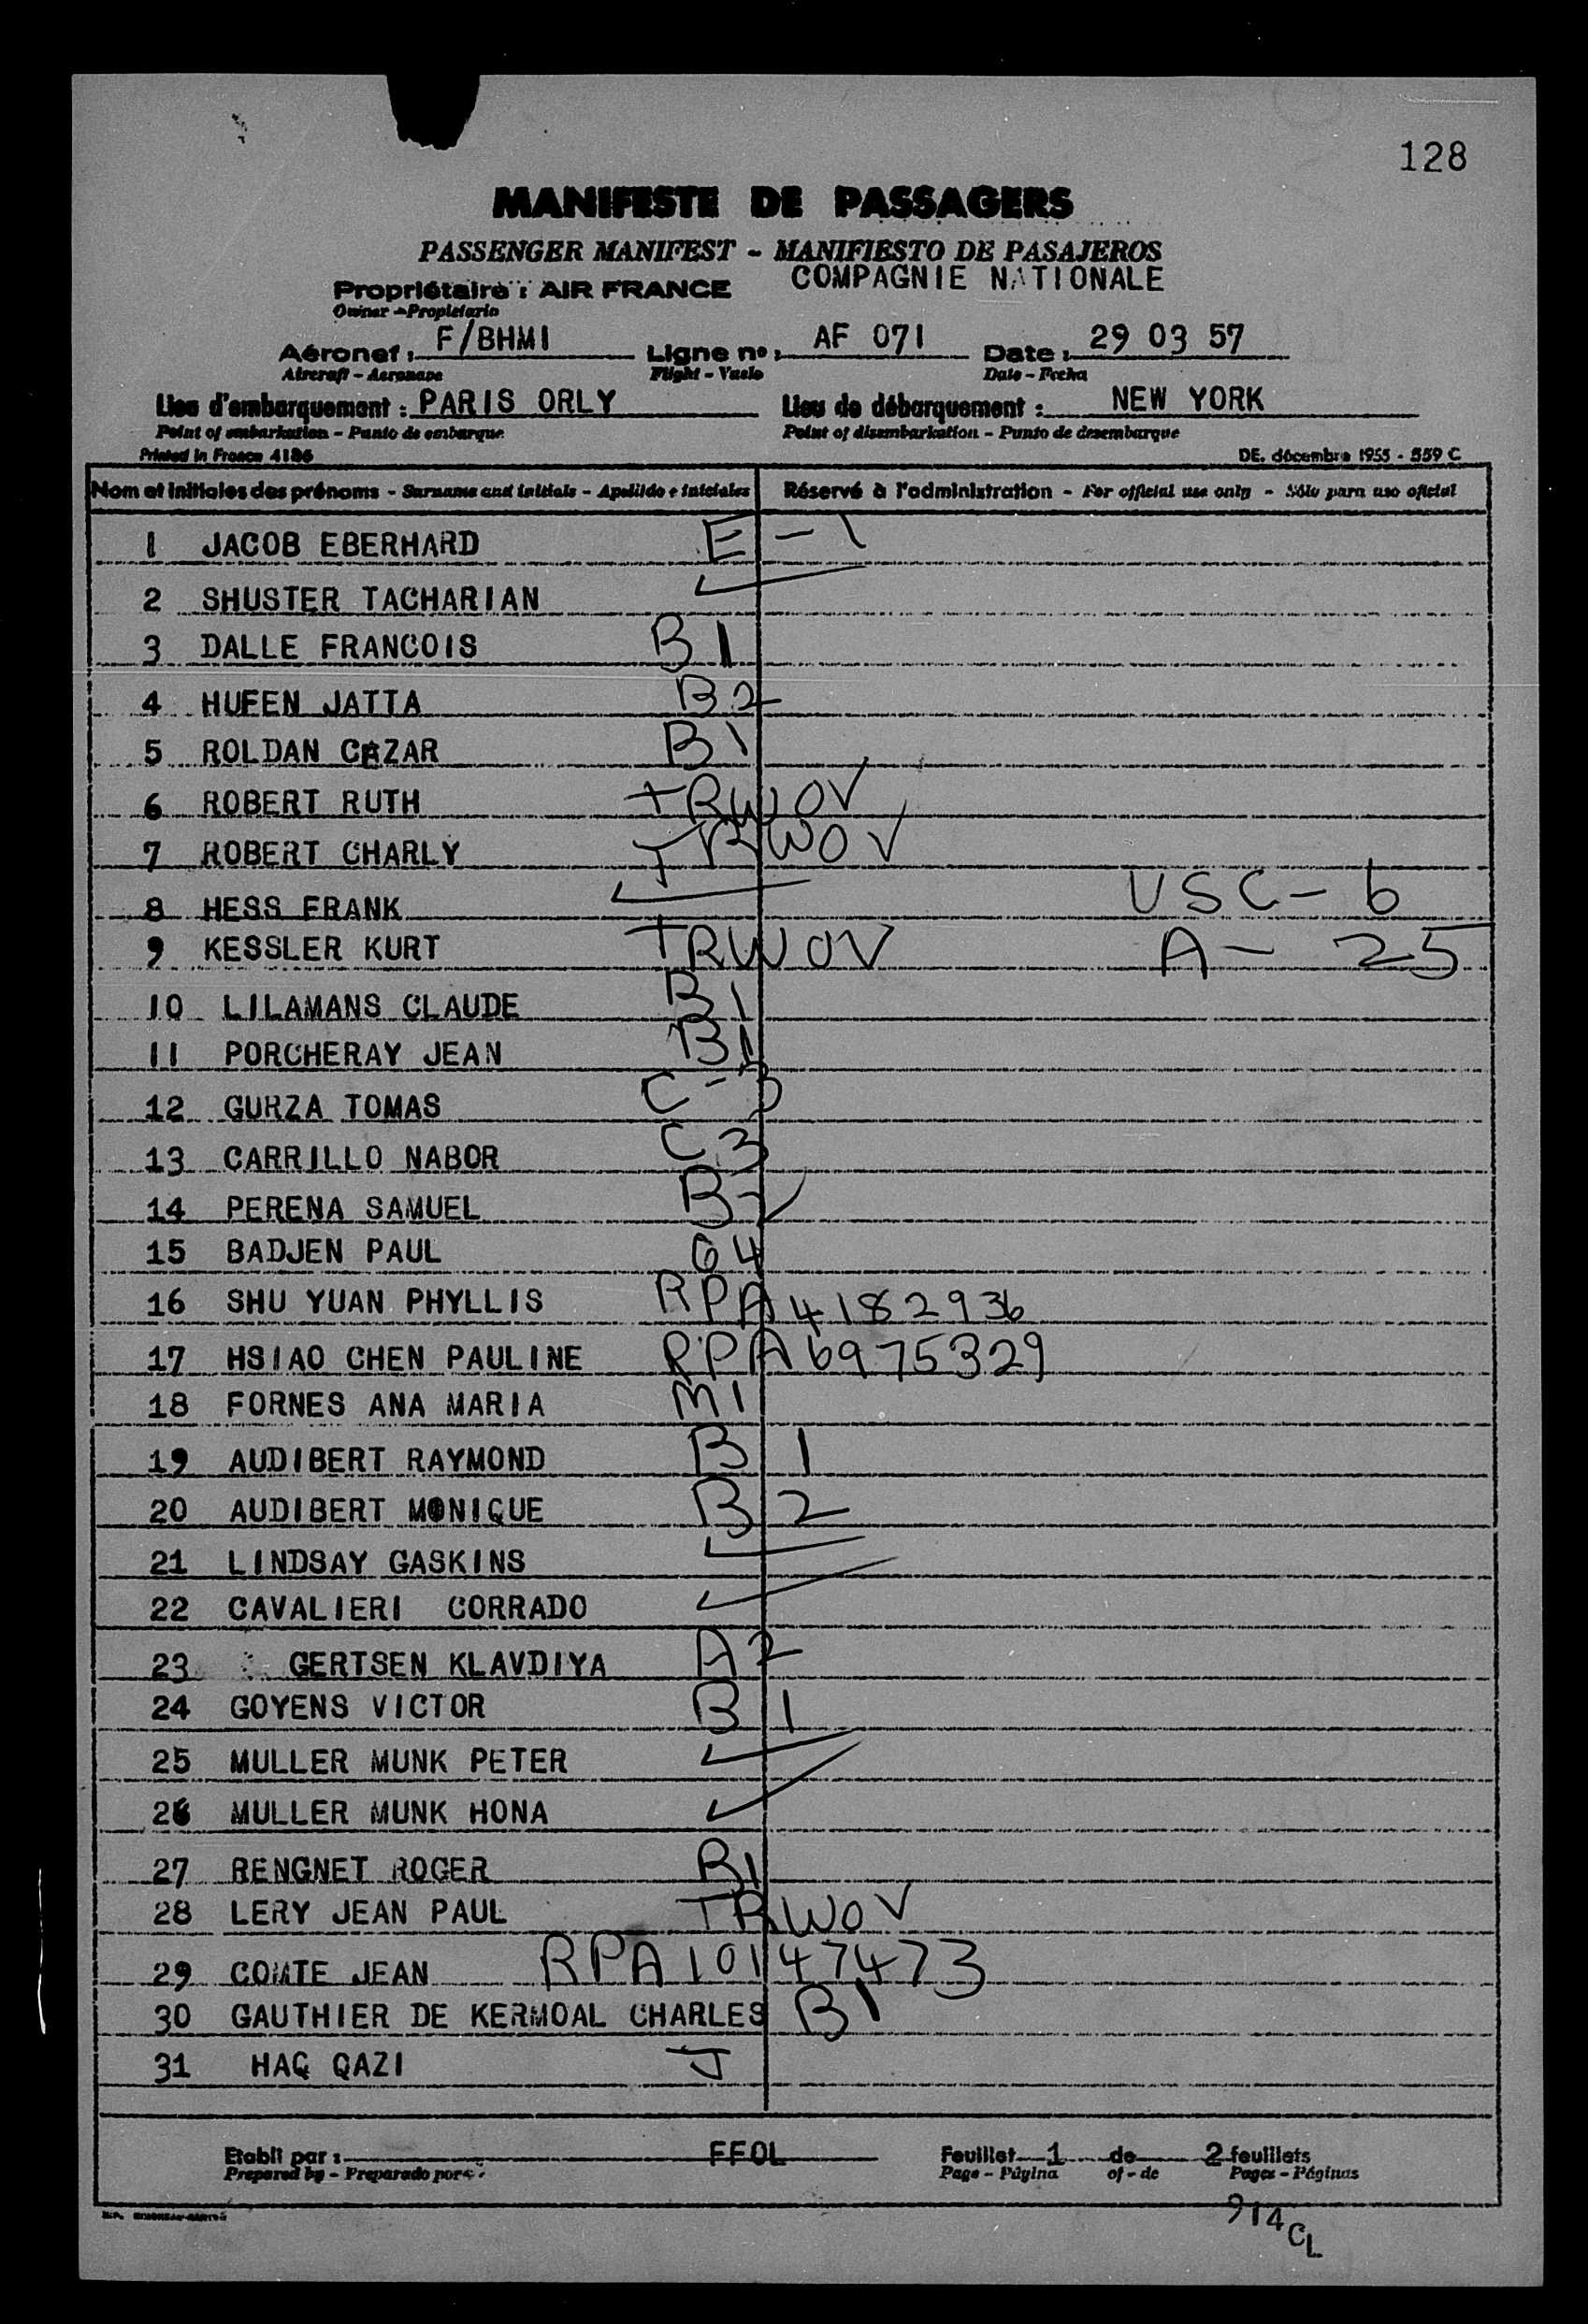 128
MANIFESTE DE PASSAGERS
PASSENGER MANIFEST - MANIFIESTO DE PASAJEROS
Propriétaire : AIR FRANCE COMPAGNIE NATIONALE
Owner - Propietario
Aéronef : F/BHMI Ligne n° : AF 071 Date : 29 03 57
Aircraft - Aeronave Flight - Vuelo Date - Fecha
Lieu d'embarquement : PARIS ORLY Lieu de débarquement : NEW YORK
Point of embarkation - Punto de embarque Point of disembarkation - Punto de desembarque
Printed in France 4186 DE. décembre 1955 - 559 C
Nom et initiales des prénoms - Surname and initials - Apellido e iniciales Réservé à l'administration - For official use only - Sólo para uso oficial
1 JACOB EBERHARD E-1
2 SHUSTER TACHARIAN
3 DALLE FRANCOIS B1
4 HUFEN JATTA B2
5 ROLDAN CEZAR B1
6 ROBERT RUTH TRWOV
7 ROBERT CHARLY TRWOV
8 HESS FRANK USC-6
9 KESSLER KURT TRWOV A-25
10 LILAMANS CLAUDE B1
11 PORCHERAY JEAN B1
12 GURZA TOMAS C-3
13 CARRILLO NABOR C3
14 PERENA SAMUEL
15 BADJEN PAUL G4
16 SHU YUAN PHYLLIS RPA4182936
17 HSIAO CHEN PAULINE RPA6975329
18 FORNES ANA MARIA M1
19 AUDIBERT RAYMOND B1
20 AUDIBERT MONIQUE B2
21 LINDSAY GASKINS
22 CAVALIERI CORRADO
23 GERTSEN KLAVDIYA A2
24 GOYENS VICTOR B1
25 MULLER MUNK PETER
26 MULLER MUNK HONA
27 RENGNET ROGER B1
28 LERY JEAN PAUL TRWOV
29 COMTE JEAN RPA10147473
30 GAUTHIER DE KERMOAL CHARLES B1
31 HAQ QAZI J
Etabli par : FFOL Feuillet 1 de 2 feuillets
Prepared by - Preparado por : Page - Página of - de Pages - Páginas
914 CL